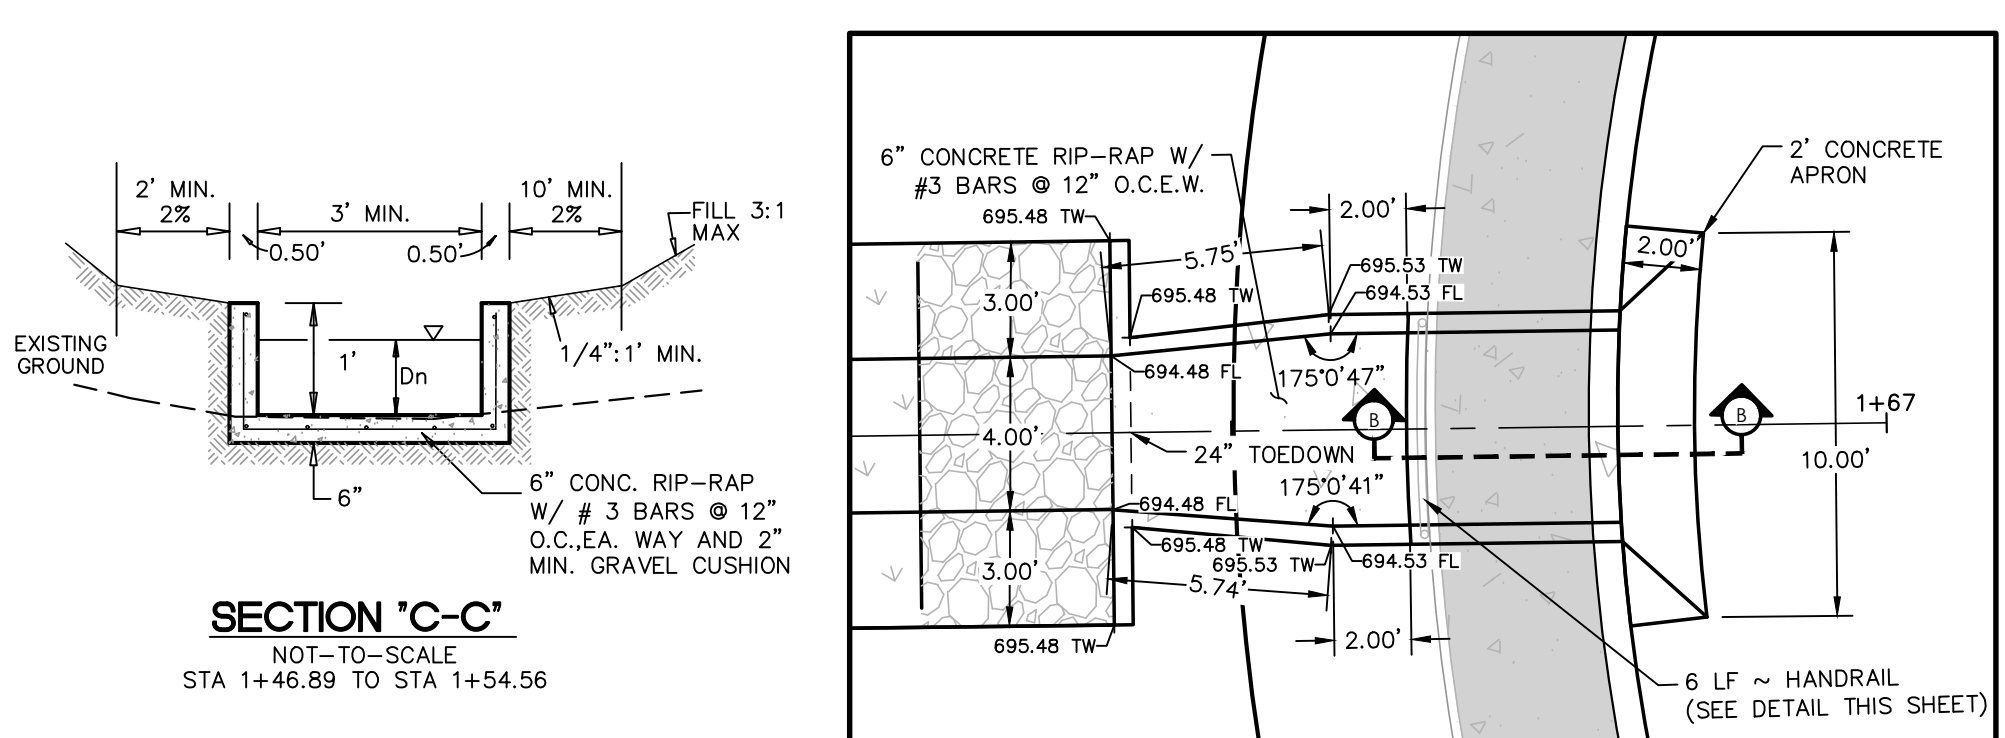 2' MIN.
2%
3' MIN.
10' MIN.
2%
FILL 3:1
MAX
0.50'
0.50'
EXISTING
GROUND
1'
Dn
1/4":1' MIN.
6"
6" CONC. RIP-RAP
W/ # 3 BARS @ 12"
O.C.,EA. WAY AND 2"
MIN. GRAVEL CUSHION
SECTION "C-C"
NOT-TO-SCALE
STA 1+46.89 TO STA 1+54.56
6" CONCRETE RIP-RAP W/
#3 BARS @ 12" O.C.E.W.
695.48 TW
2.00'
2' CONCRETE
APRON
5.75'
695.53 TW
2.00'
3.00'
695.48 TW
694.53 FL
694.48 FL
175°0'47"
B
B
1+67
4.00'
24" TOEDOWN
10.00'
175°0'41"
694.48 FL
695.48 TW
695.53 TW
694.53 FL
3.00'
5.74'
695.48 TW
2.00'
6 LF ~ HANDRAIL
(SEE DETAIL THIS SHEET)